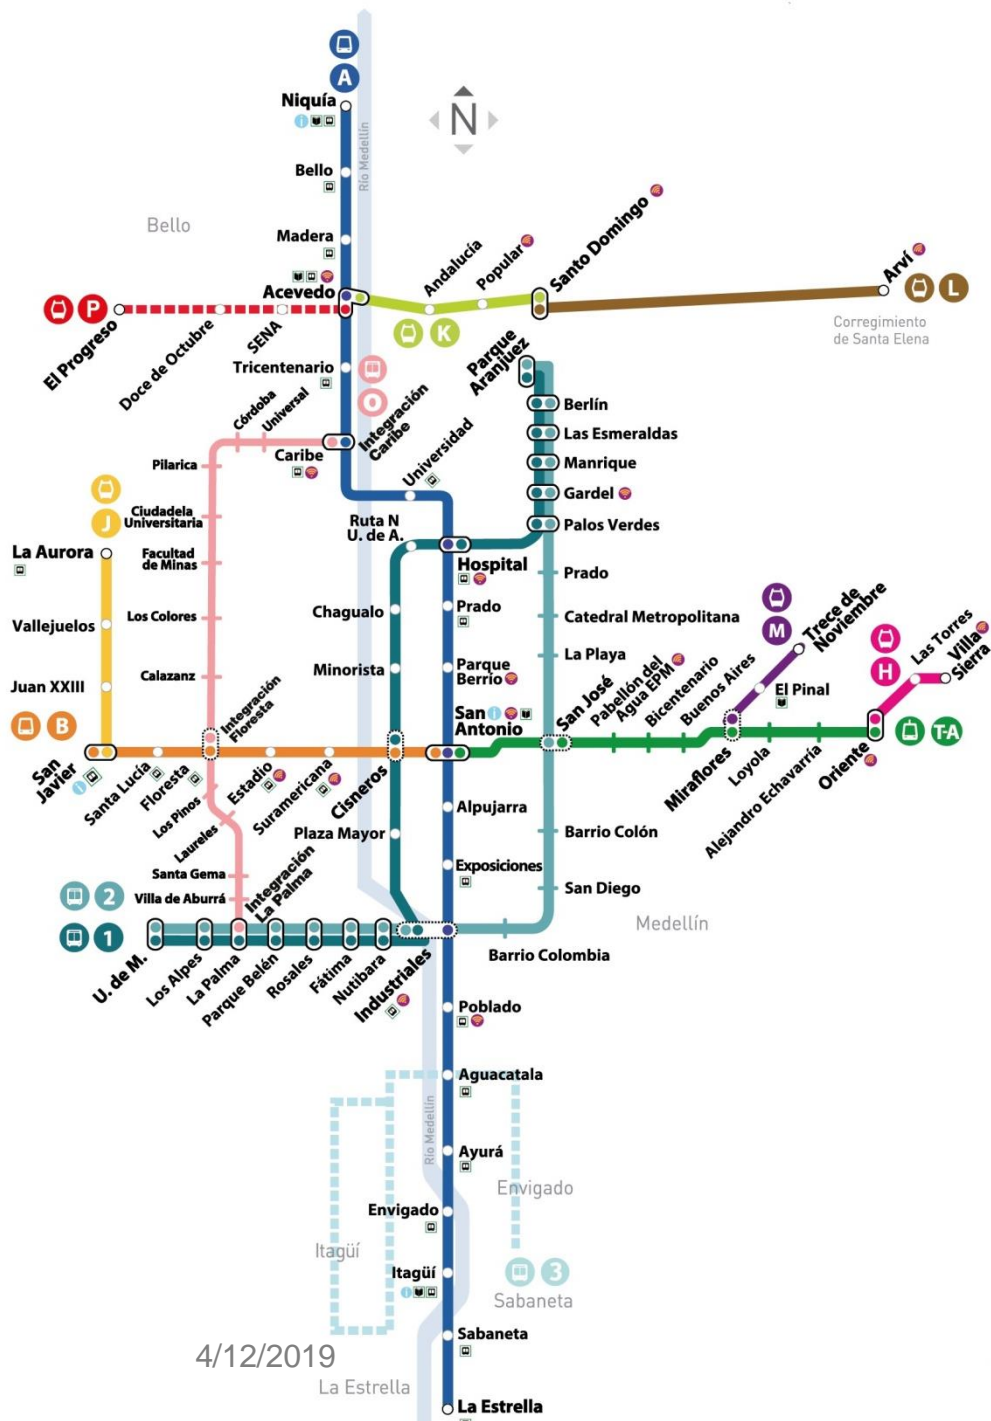 A
Niquía
N
Río Medellín
Bello
Bello
Madera
Andalucía
Popular
Santo Domingo
Arví
Acevedo
P
K
L
El Progreso
Doce de Octubre
SENA
Corregimiento
de Santa Elena
Tricentenario
O
Parque
Aranjuez
Córdoba
Universal
Integración
Caribe
Berlín
Las Esmeraldas
Caribe
Universidad
Pilarica
Manrique
J
Gardel
Ciudadela
Universitaria
Ruta N
U. de A.
Palos Verdes
La Aurora
Facultad
de Minas
Hospital
Prado
M
Trece de
Noviembre
Chagualo
Prado
Los Colores
Catedral Metropolitana
Vallejuelos
H
Las Torres
Villa
Sierra
La Playa
Minorista
Parque
Berrío
Calazanz
Juan XXIII
San José
Pabellón del
Agua EPM
Bicentenario
Buenos Aires
El Pinal
B
Integración
Floresta
San
Antonio
T-A
San
Javier
Santa Lucía
Floresta
Los Pinos
Laureles
Estadio
Suramericana
Cisneros
Miraflores
Loyola
Alejandro Echavarría
Oriente
Alpujarra
Plaza Mayor
Barrio Colón
Exposiciones
Santa Gema
Villa de Aburrá
Integración
La Palma
2
San Diego
Medellín
1
Barrio Colombia
U. de M.
Los Alpes
La Palma
Parque Belén
Rosales
Fátima
Nutibara
Industriales
Poblado
Aguacatala
Río Medellín
Ayurá
Envigado
Envigado
Itagüí
Itagüí
3
Sabaneta
Sabaneta
4/12/2019
La Estrella
La Estrella